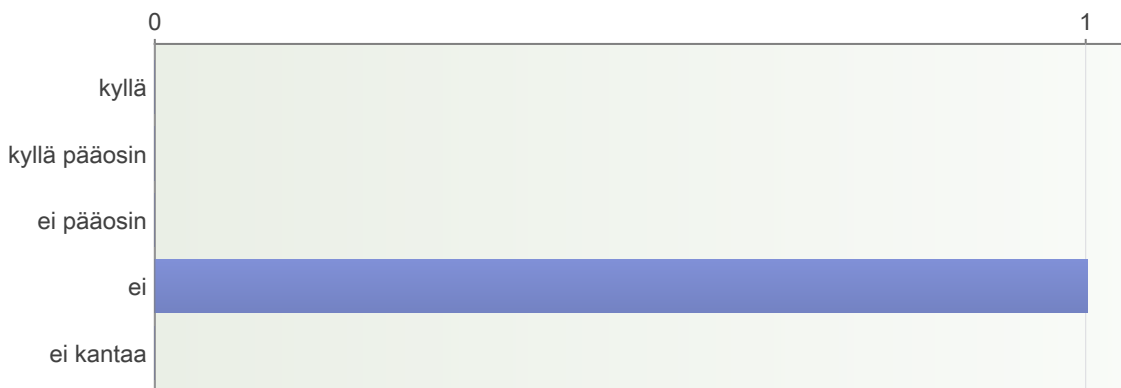 0 1
kyllä
kyllä pääosin
ei pääosin
ei
ei kantaa